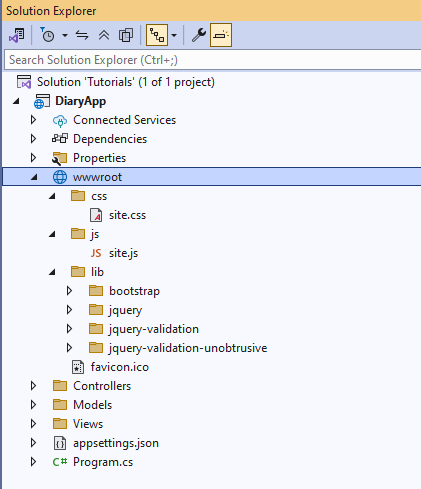 Solution Explorer
Search Solution Explorer (Ctrl+;)
Solution 'Tutorials' (1 of 1 project)
DiaryApp
Connected Services
Dependencies
Properties
wwwroot
css
site.css
js
JS site.js
lib
bootstrap
jquery
jquery-validation
jquery-validation-unobtrusive
favicon.ico
Controllers
Models
Views
appsettings.json
C# Program.cs